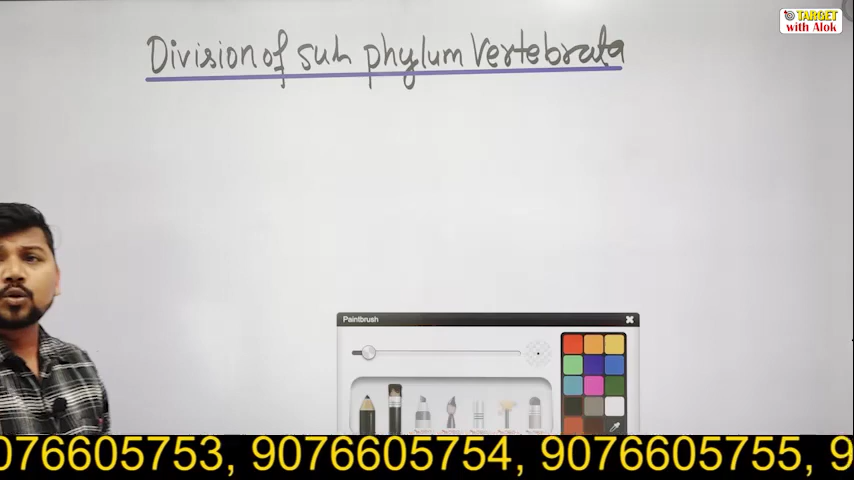 TARGET
with Alok
Division of sub phylum Vertebrata
Paintbrush
076605753, 9076605754, 9076605755, 9